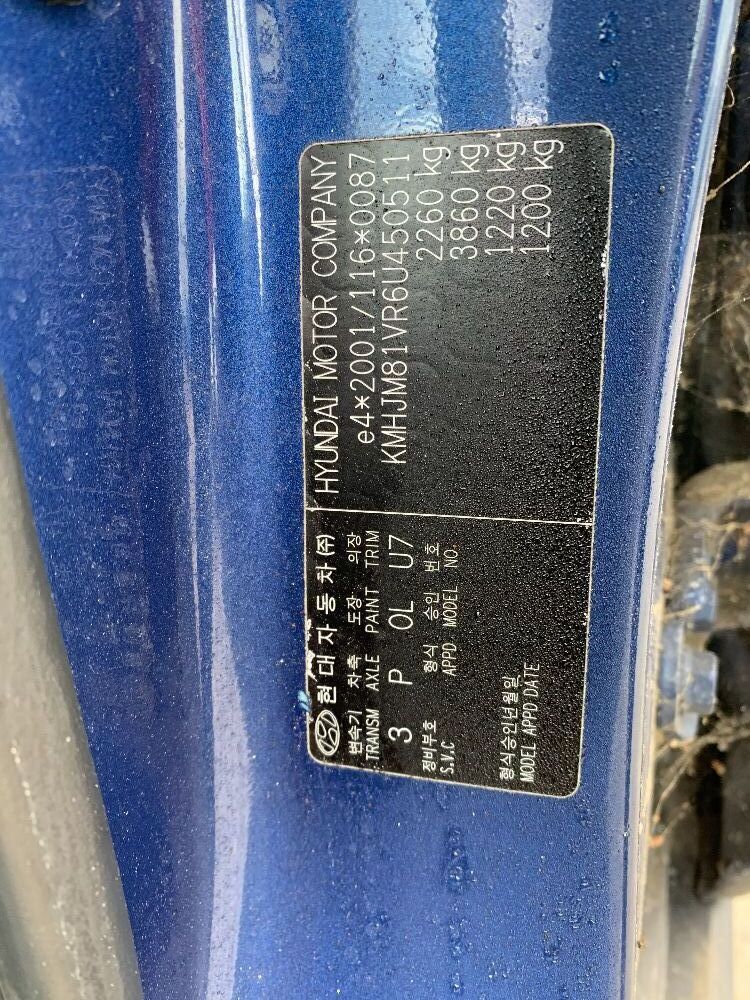 현대자동차(주) HYUNDAI MOTOR COMPANY
변속기 차축 도장 의장 e4*2001/116*0087
TRANSM AXLE PAINT TRIM KMHJM81VR6U450511
3 P OL U7 2260 kg
정비부호 형식 승인 번호 3860 kg
S.V.C APPD MODEL NO. 1220 kg
형식승인년월일 1200 kg
MODEL APPD DATE